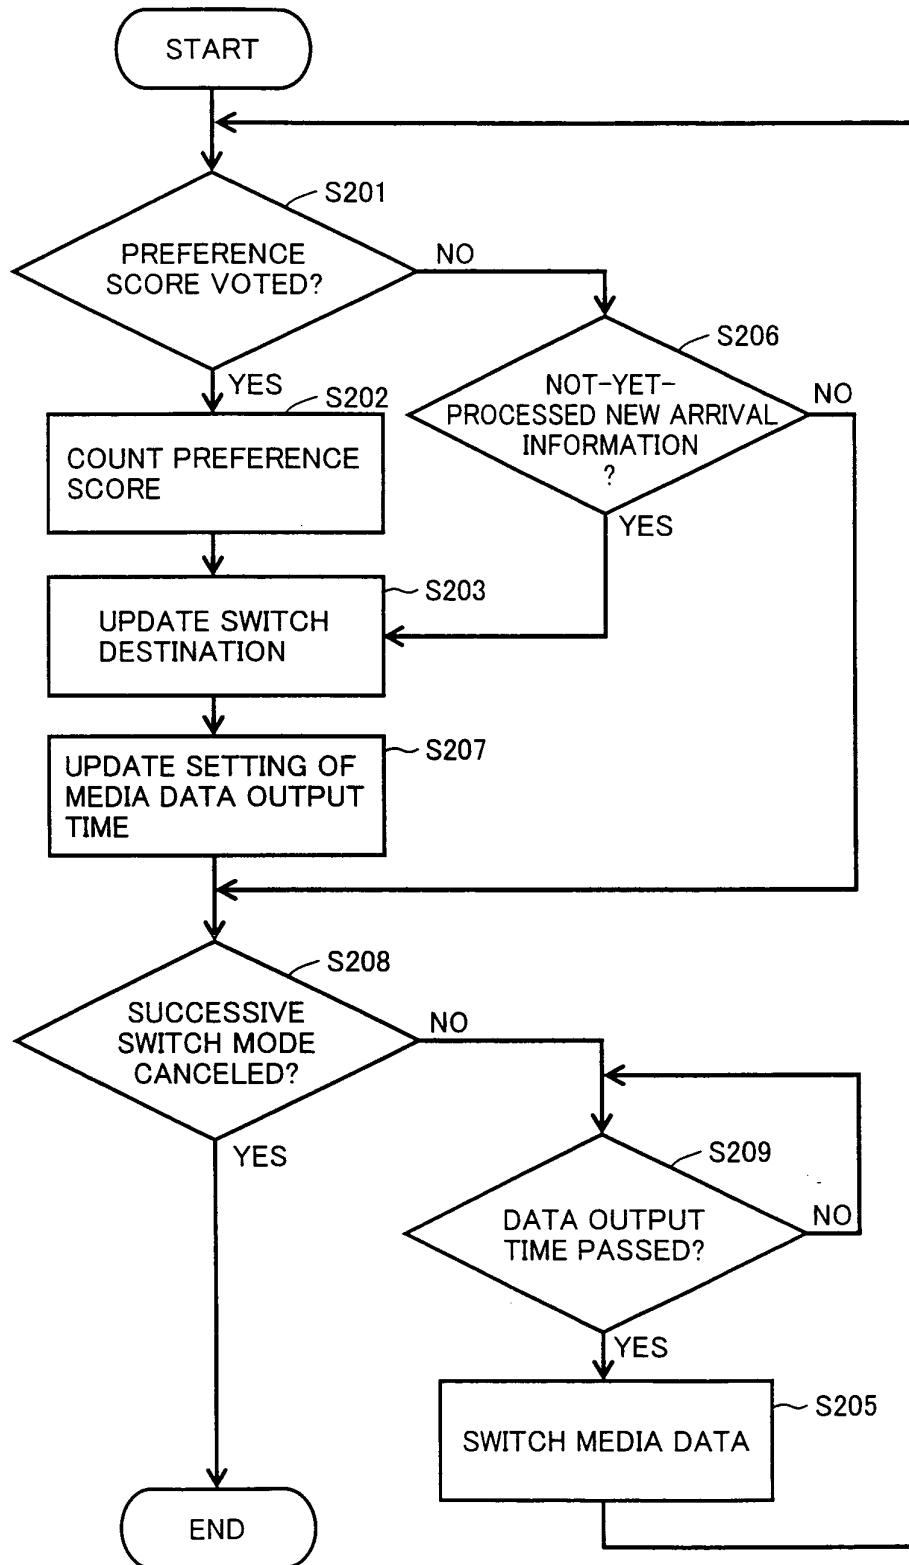 START
S201
PREFERENCE
SCORE VOTED?
NO
S206
YES
S202
NOT-YET-
PROCESSED NEW ARRIVAL
INFORMATION
?
NO
COUNT PREFERENCE
SCORE
YES
S203
UPDATE SWITCH
DESTINATION
S207
UPDATE SETTING OF
MEDIA DATA OUTPUT
TIME
S208
SUCCESSIVE
SWITCH MODE
CANCELED?
NO
YES
S209
DATA OUTPUT
TIME PASSED?
NO
YES
S205
SWITCH MEDIA DATA
END